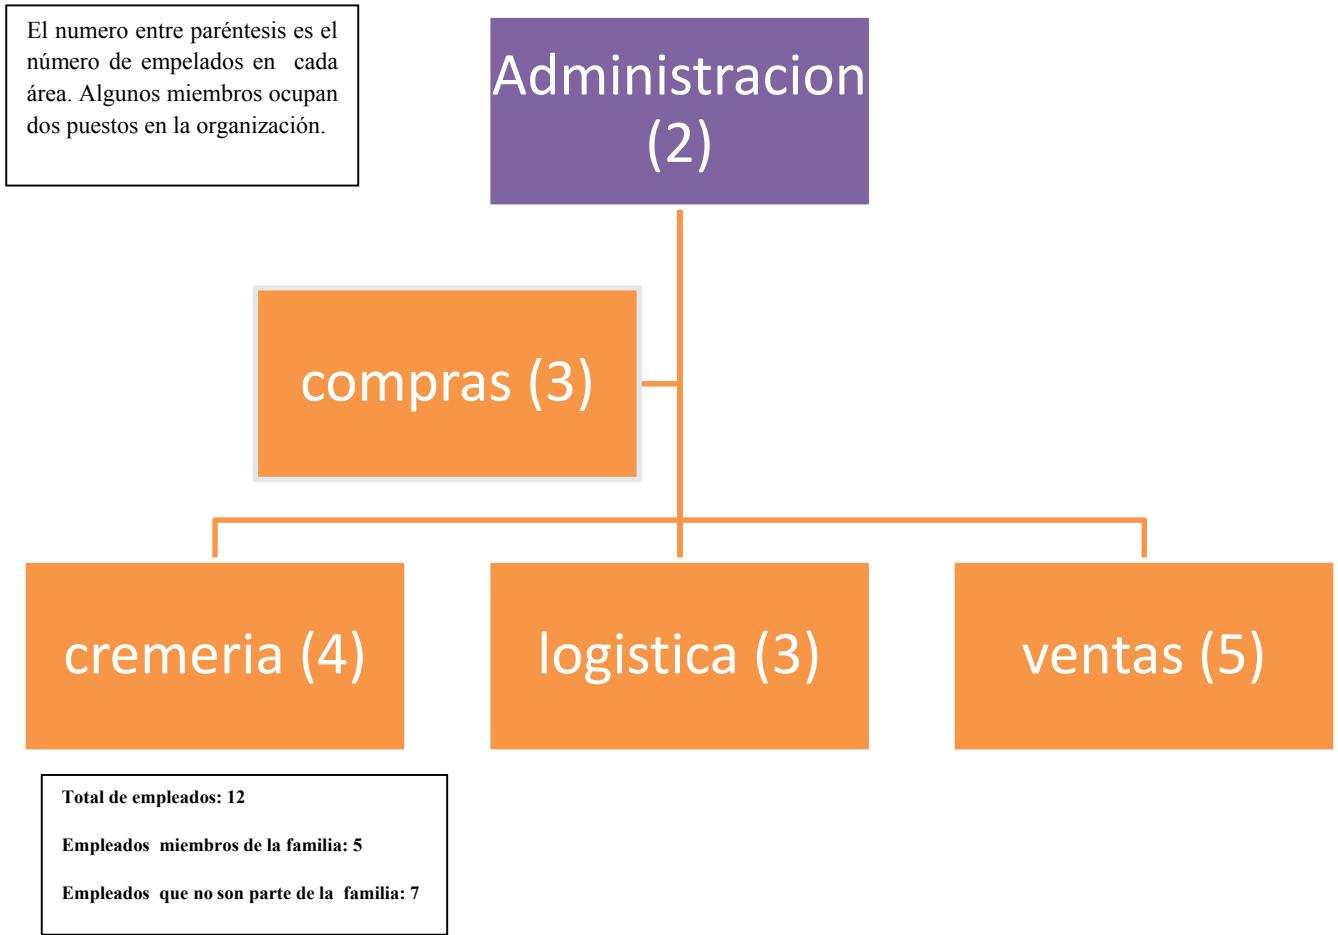 El numero entre paréntesis es el
número de empelados en cada
área. Algunos miembros ocupan
dos puestos en la organización.
Administracion
(2)
compras (3)
cremeria (4)
logistica (3)
ventas (5)
Total de empleados: 12
Empleados miembros de la familia: 5
Empleados que no son parte de la familia: 7